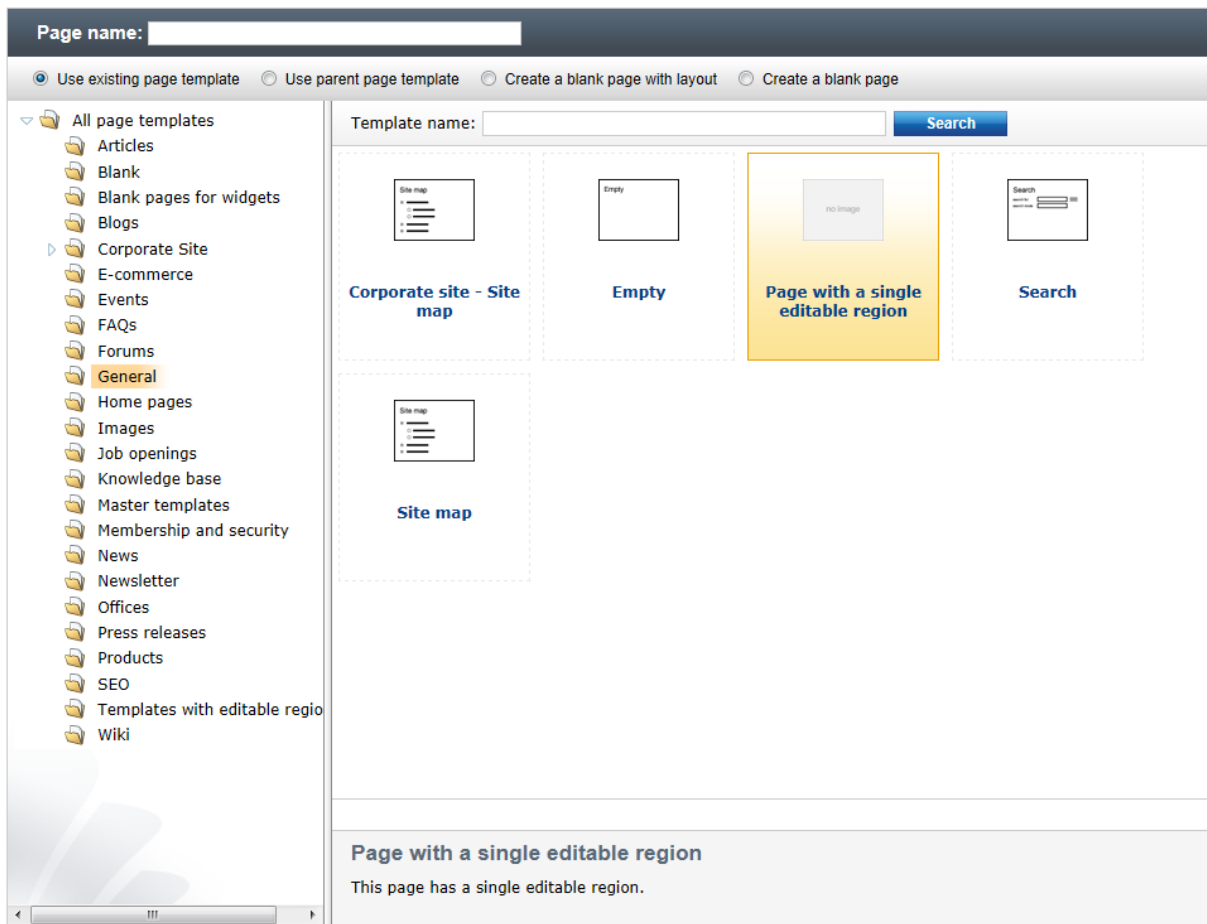 Page name:
Use existing page template Use parent page template Create a blank page with layout Create a blank page
All page templates
Articles
Blank
Blank pages for widgets
Blogs
Corporate Site
E-commerce
Events
FAQs
Forums
General
Home pages
Images
Job openings
Knowledge base
Master templates
Membership and security
News
Newsletter
Offices
Press releases
Products
SEO
Templates with editable regio
Wiki
Template name: Search
Site map
Corporate site - Site
map
Empty
Empty
no image
Page with a single
editable region
Search
search for
search mode
Search
Site map
Site map
Page with a single editable region
This page has a single editable region.